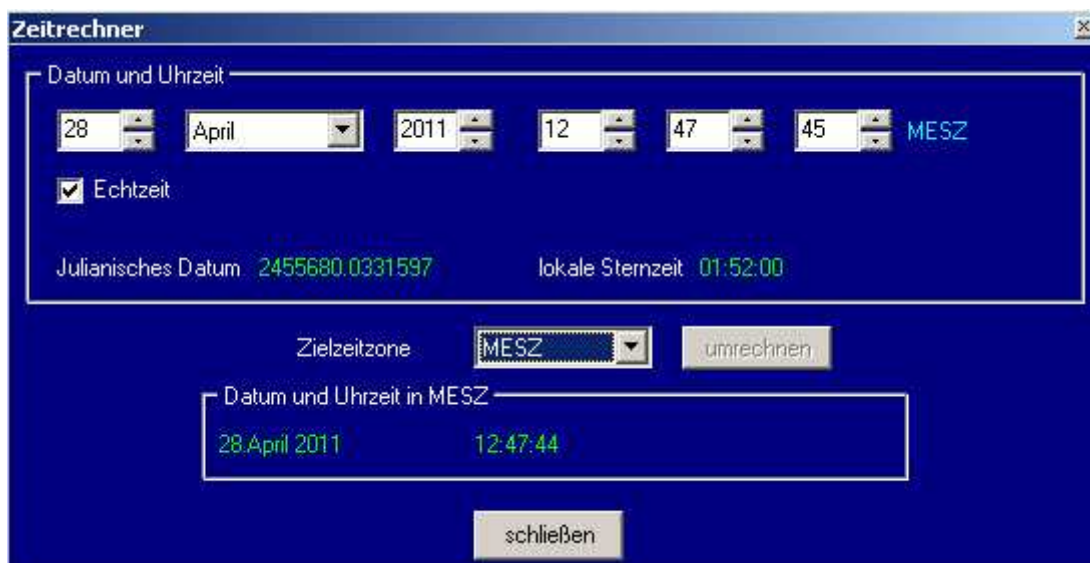 Zeitrechner
Datum und Uhrzeit
28 April 2011 12 47 45 MESZ
Echtzeit
Julianisches Datum 2455680.0331597 lokale Sternzeit 01:52:00
Zielzeitzone MESZ umrechnen
Datum und Uhrzeit in MESZ
28.April 2011 12:47:44
schließen